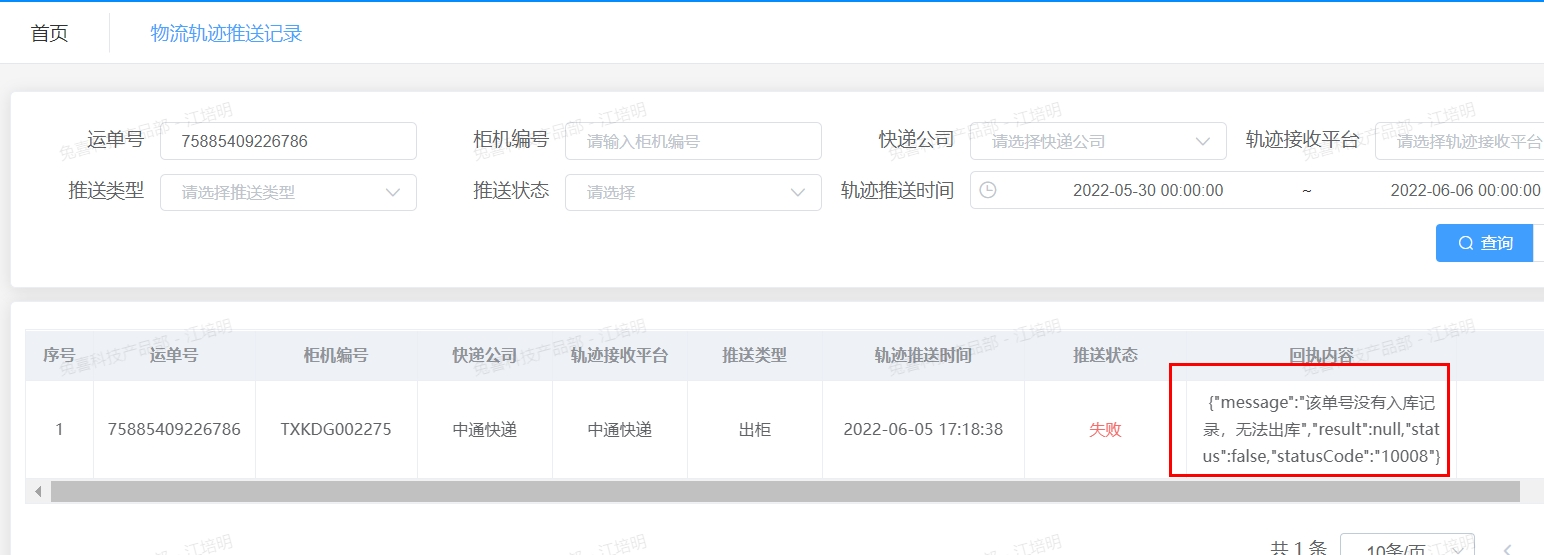 首页 物流轨迹推送记录
运单号 75885409226786 柜机编号 请输入柜机编号 快递公司 请选择快递公司 轨迹接收平台 请选择轨迹接收平台
推送类型 请选择推送类型 推送状态 请选择 轨迹推送时间 2022-05-30 00:00:00 ~ 2022-06-06 00:00:00
查询
序号 运单号 柜机编号 快递公司 轨迹接收平台 推送类型 轨迹推送时间 推送状态 回执内容
1 75885409226786 TXKDG002275 中通快递 中通快递 出柜 2022-06-05 17:18:38 失败 {"message":"该单号没有入库记
录，无法出库","result":null,"stat
us":false,"statusCode":"10008"}
共 1 条 10条/页
兔喜科技产品部 - 江培明